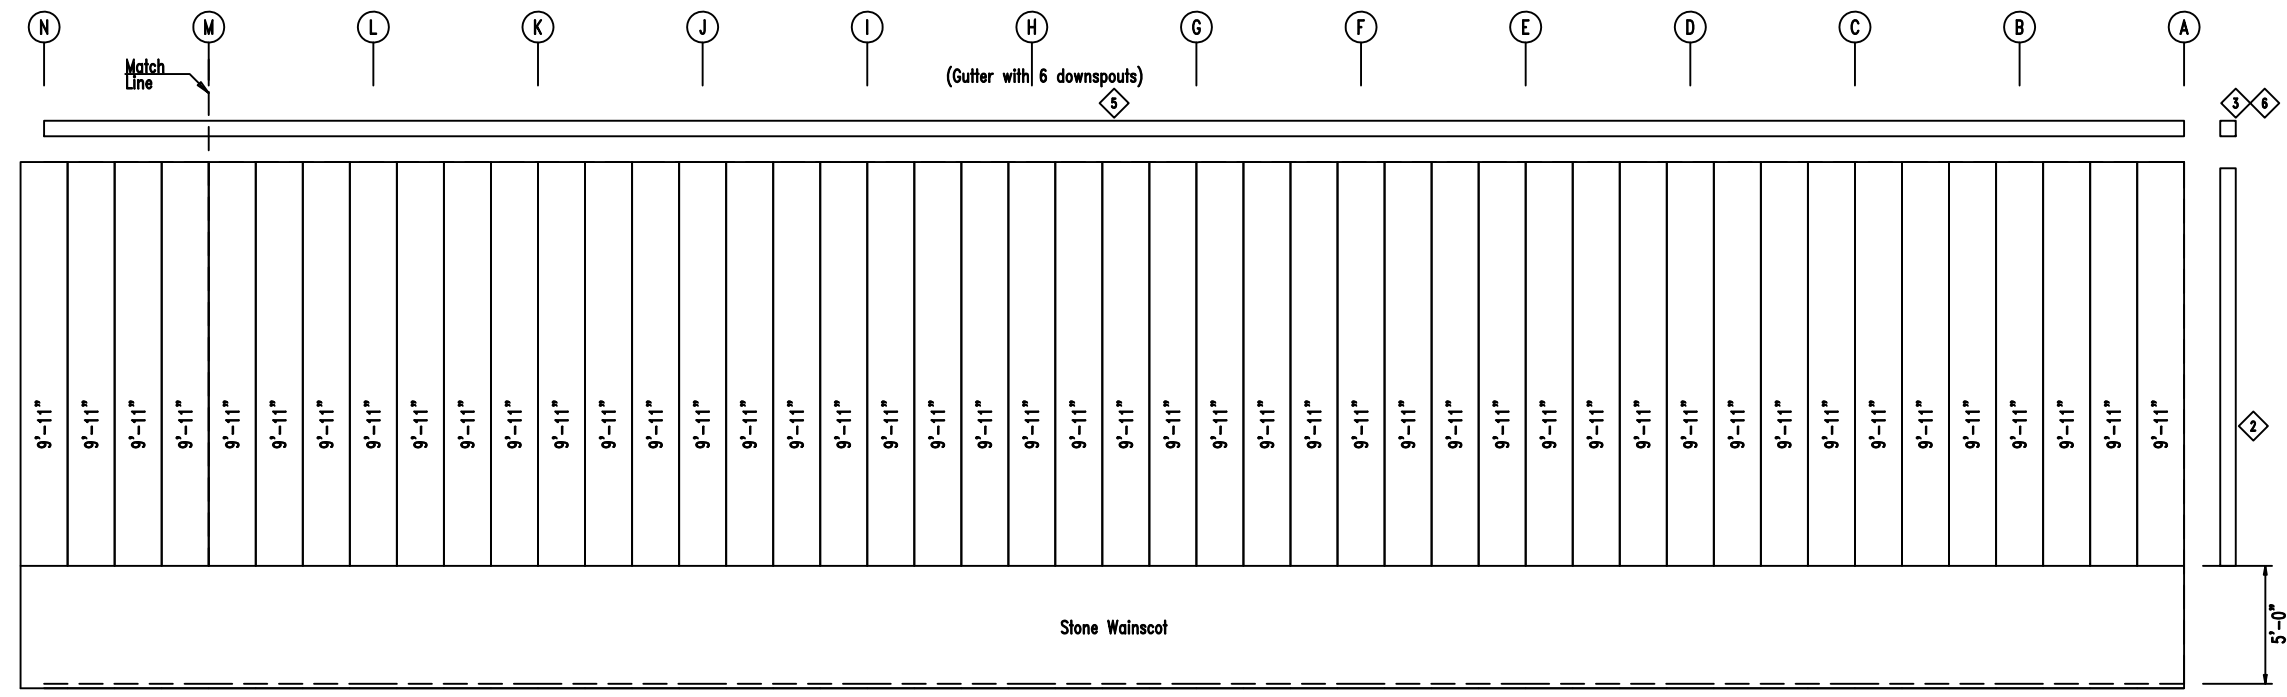 N M L K J I H G F E D C B A
Match
Line
(Gutter with 6 downspouts)
5
3 6
9'-11" 9'-11" 9'-11" 9'-11" 9'-11" 9'-11" 9'-11" 9'-11" 9'-11" 9'-11" 9'-11" 9'-11" 9'-11" 9'-11" 9'-11" 9'-11" 9'-11" 9'-11" 9'-11" 9'-11" 9'-11" 9'-11" 9'-11" 9'-11" 9'-11" 9'-11" 9'-11" 9'-11" 9'-11" 9'-11" 9'-11" 9'-11" 9'-11" 9'-11" 9'-11" 9'-11" 9'-11" 9'-11" 9'-11" 9'-11" 9'-11" 9'-11" 9'-11" 9'-11" 9'-11" 9'-11"
2
Stone Wainscot
5'-0"